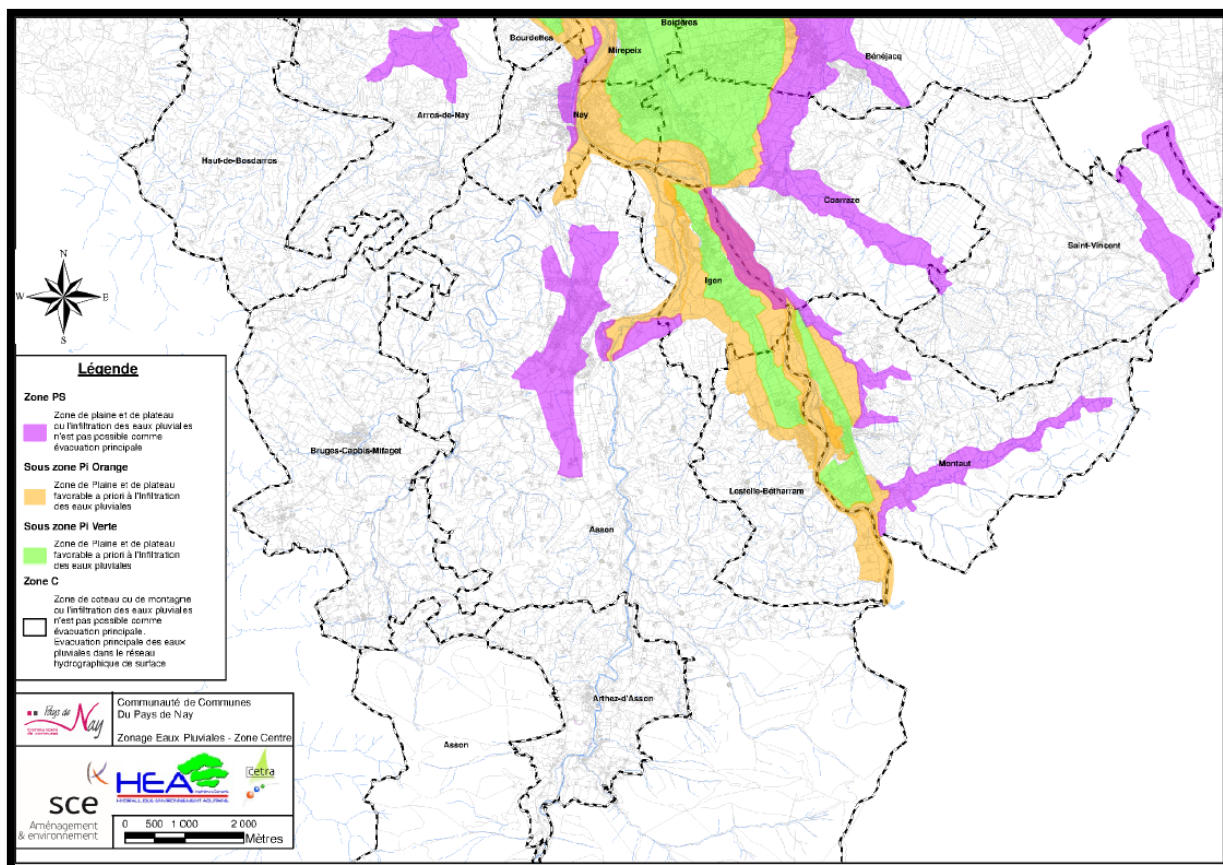 Boidères
Bourdettes
Mirepeix
Bénéjacq
Arros-de-Nay
Nay
Haut-de-Bosdarros
Coarraze
Saint-Vincent
N
W
E
S
Igon
Légende
Zone PS
Zone de plaine et de plateau
ou l'infiltration des eaux pluviales
n'est pas possible comme
évacuation principale
Sous zone Pi Orange
Zone de Plaine et de plateau
favorable a priori à l'Infiltration
des eaux pluviales
Sous zone Pi Verte
Zone de Plaine et de plateau
favorable a priori à l'Infiltration
des eaux pluviales
Zone C
Zone de coteau ou de montagne
ou l'infiltration des eaux pluviales
n'est pas possible comme
évacuation principale.
Evacuation principale des eaux
pluviales dans le réseau
hydrographique de surface
Bruges-Capbis-Mifaget
Montaut
Lestelle-Bétharram
Asson
Arthez-d'Asson
Asson
Pays de Nay
Communauté de Communes
Du Pays de Nay
Zonage Eaux Pluviales - Zone Centre
sce
Aménagement
& environnement
HEA
HYDRAULIQUE ENVIRONNEMENT AQUITAINE
cetra
0 500 1 000 2 000
Mètres